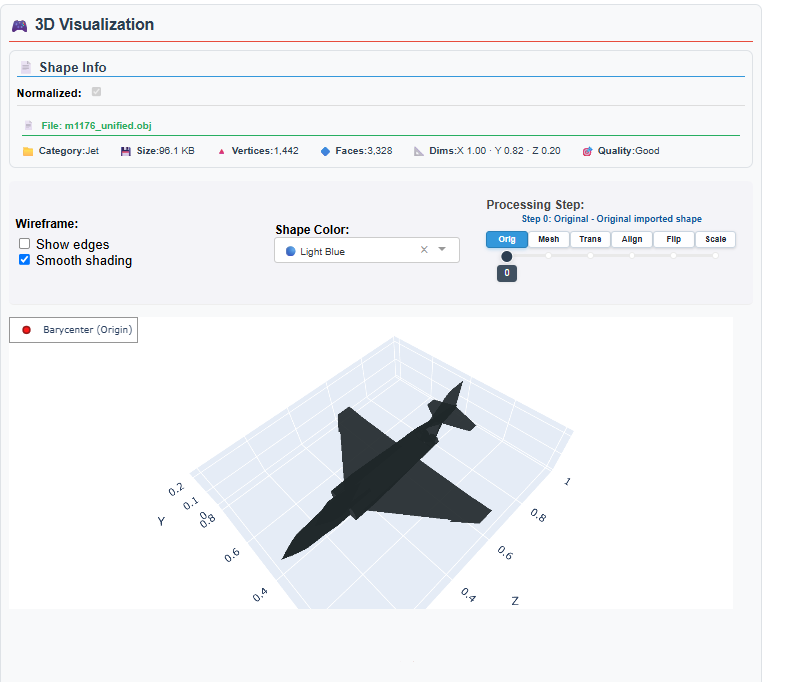 3D Visualization
Shape Info
Normalized:
File: m1176_unified.obj
Category:Jet Size:96.1 KB Vertices:1,442 Faces:3,328 Dims:X 1.00 · Y 0.82 · Z 0.20 Quality:Good
Wireframe:
Show edges
Smooth shading
Shape Color:
Light Blue
Processing Step:
Step 0: Original - Original imported shape
Orig Mesh Trans Align Flip Scale
0
Barycenter (Origin)
0.2
0.1
0
Y
0.8
0.6
0.4
1
0.8
0.6
0.4
Z